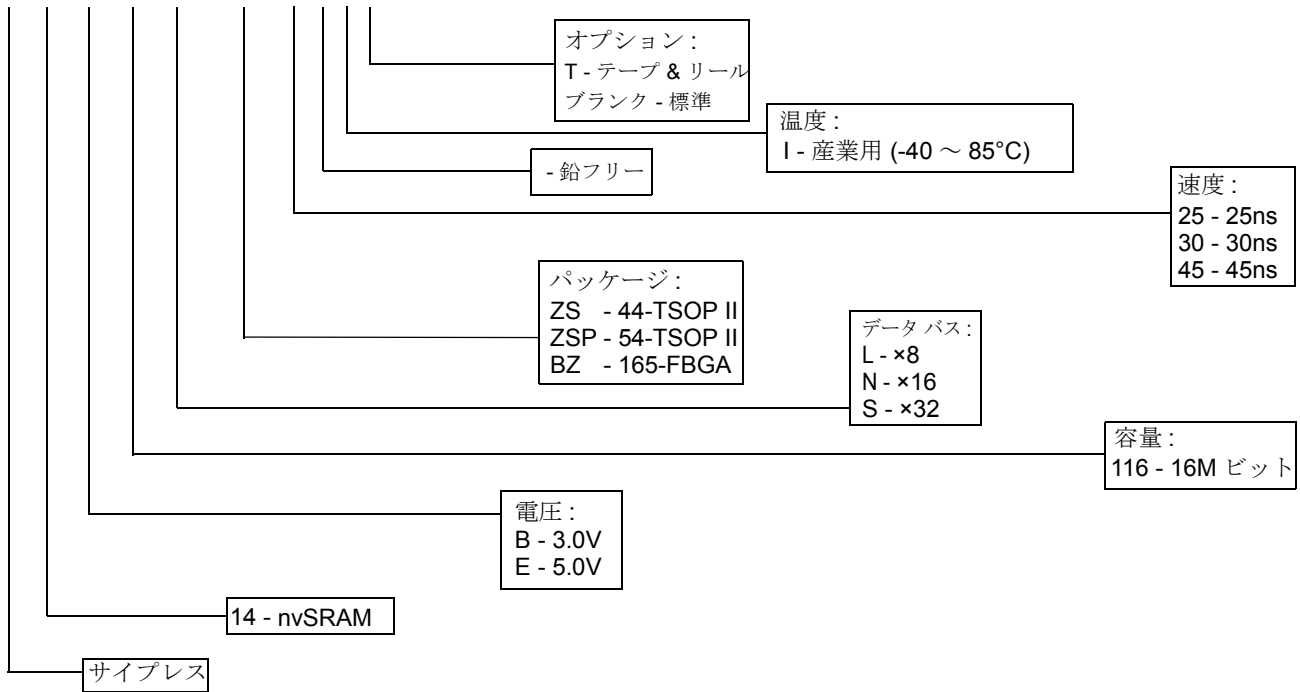 オプション :
T - テープ & リール
ブランク - 標準
温度 :
I - 産業用 (-40 ～ 85°C)
- 鉛フリー
速度 :
25 - 25ns
30 - 30ns
45 - 45ns
パッケージ :
ZS - 44-TSOP II
ZSP - 54-TSOP II
BZ - 165-FBGA
データ バス :
L - ×8
N - ×16
S - ×32
容量 :
116 - 16M ビット
電圧 :
B - 3.0V
E - 5.0V
14 - nvSRAM
サイプレス